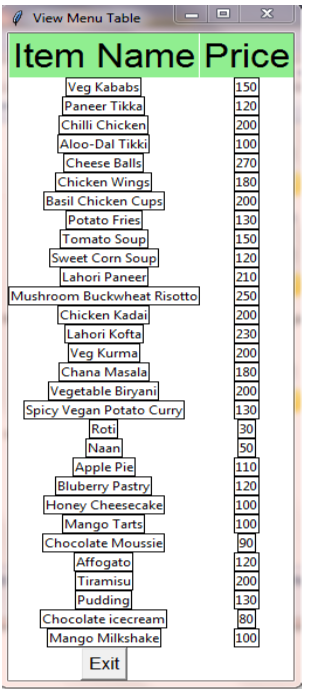 View Menu Table
Item Name Price
Veg Kababs 150
Paneer Tikka 120
Chilli Chicken 200
Aloo-Dal Tikki 100
Cheese Balls 270
Chicken Wings 180
Basil Chicken Cups 200
Potato Fries 130
Tomato Soup 150
Sweet Corn Soup 120
Lahori Paneer 210
Mushroom Buckwheat Risotto 250
Chicken Kadai 200
Lahori Kofta 230
Veg Kurma 200
Chana Masala 180
Vegetable Biryani 200
Spicy Vegan Potato Curry 130
Roti 30
Naan 50
Apple Pie 110
Bluberry Pastry 120
Honey Cheesecake 100
Mango Tarts 100
Chocolate Moussie 90
Affogato 120
Tiramisu 200
Pudding 130
Chocolate icecream 80
Mango Milkshake 100
Exit